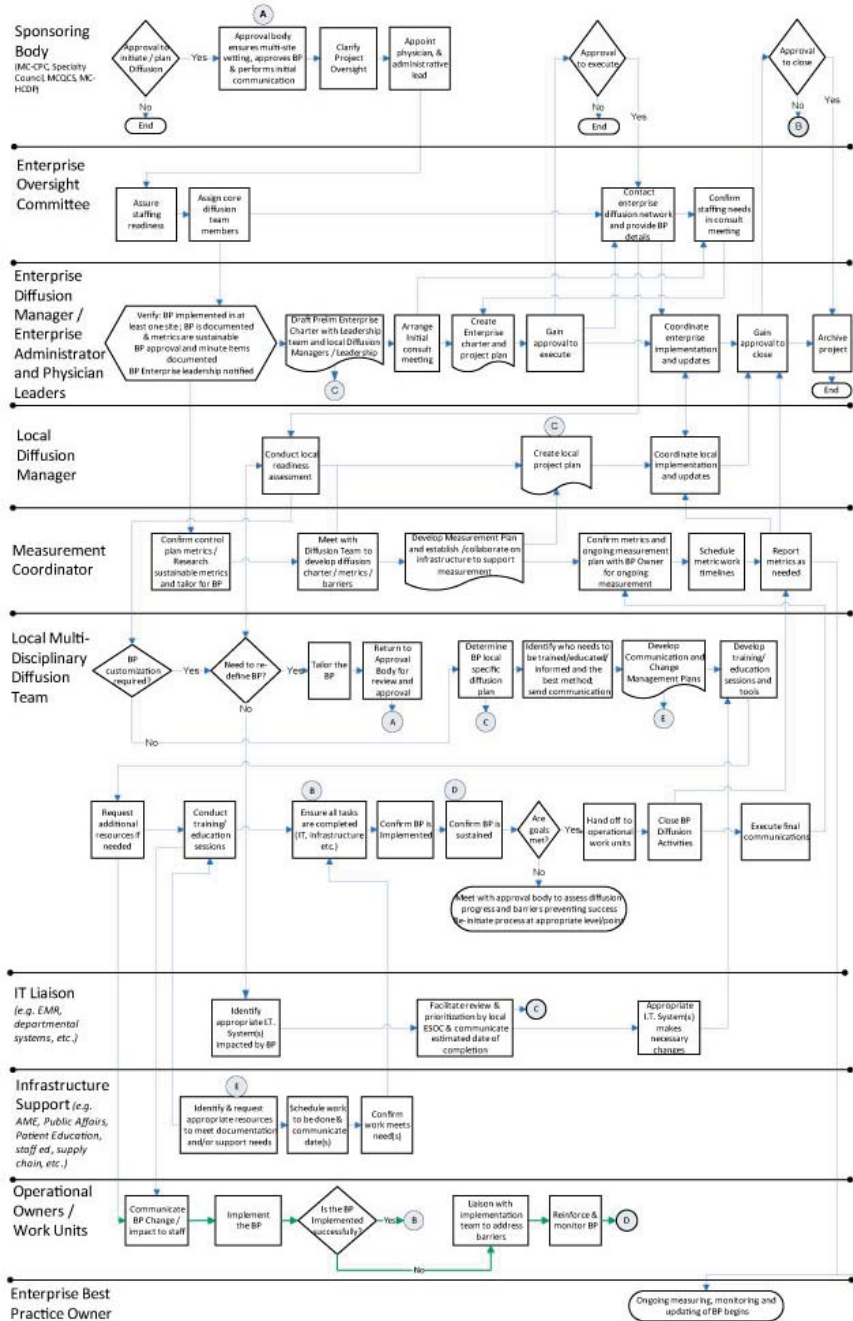 A
Sponsoring
Body
(MC-CPC, Specialty
Council, MCQCS, MC-
HCDP)
Approval to
initiate / plan
Diffusion
Yes
No
End
Approval body
ensures multi-site
vetting, approves BP
& performs initial
communication
Clarify
Project
Oversight
Appoint
physician, &
administrative
lead
Approval
to execute
No
End
Yes
Approval
to close
No
B
Yes
Enterprise
Oversight
Committee
Assure
staffing
readiness
Assign core
diffusion
team
members
Contact
enterprise
diffusion network
and provide BP
details
Confirm
staffing needs
in consult
meeting
Enterprise
Diffusion
Manager /
Enterprise
Administrator
and Physician
Leaders
Verify: BP implemented in at
least one site; BP is documented
& metrics are sustainable
BP approval and minute items
documented
BP Enterprise leadership notified
Draft Prelim Enterprise
Charter with Leadership
team and local Diffusion
Managers / Leadership
C
Arrange
initial
consult
meeting
Create
Enterprise
charter and
project plan
Gain
approval to
execute
Coordinate
enterprise
implementation
and updates
Gain
approval to
close
Archive
project
End
Local
Diffusion
Manager
Conduct local
readiness
assessment
C
Create local
project plan
Coordinate local
implementation
and updates
Measurement
Coordinator
Confirm control
plan metrics /
Research
sustainable metrics
and tailor for BP
Meet with
Diffusion Team to
develop diffusion
charter / metrics /
barriers
Develop Measurement Plan
and establish /collaborate on
infrastructure to support
measurement
Confirm metrics and
ongoing measurement
plan with BP Owner
for ongoing
measurement
Schedule
metric work
timelines
Report
metrics as
needed
Local Multi-
Disciplinary
Diffusion
Team
BP
customization
required?
Yes
No
Need to re-
define BP?
Yes
No
Tailor the
BP
Return to
Approval
Body for
review and
approval
A
Determine
BP local
specific
diffusion
plan
C
Identify who needs to
be trained/educated/
informed and the
best method;
send communication
Develop
Communication and
Change
Management Plans
E
Develop
training/
education
sessions and
tools
Request
additional
resources if
needed
Conduct
training/
education
sessions
B
Ensure all tasks
are completed
(IT, Infrastructure
etc.)
Confirm BP is
Implemented
D
Confirm BP is
sustained
Are
goals
met?
Yes
No
Hand off to
operational
work units
Close BP
Diffusion
Activities
Execute final
communications
Meet with approval body to assess diffusion
progress and barriers preventing success
Re-initiate process at appropriate level/point
IT Liaison
(e.g. EMR,
departmental
systems, etc.)
Identify
appropriate I.T.
System(s)
impacted by BP
Facilitate review &
prioritization by local
ESOC & communicate
estimated date of
completion
C
Appropriate
I.T. System(s)
makes
necessary
changes
Infrastructure
Support (e.g.
AME, Public Affairs,
Patient Education,
staff ed, supply
chain, etc.)
E
Identify & request
appropriate resources
to meet documentation
and/or support needs
Schedule work
to be done &
communicate
date(s)
Confirm
work meets
need(s)
Operational
Owners /
Work Units
Communicate
BP Change /
impact to staff
Implement
the BP
Is the BP
Implemented
successfully?
Yes
B
No
Liaison with
implementation
team to address
barriers
Reinforce &
monitor BP
D
Enterprise Best
Practice Owner
Ongoing measuring, monitoring and
updating of BP begins